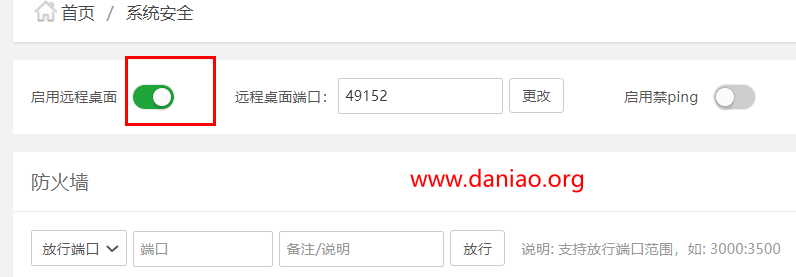 首页 / 系统安全
启用远程桌面 远程桌面端口: 49152 更改 启用禁ping
防火墙
www.daniao.org
放行端口 端口 备注/说明 放行 说明: 支持放行端口范围，如: 3000:3500